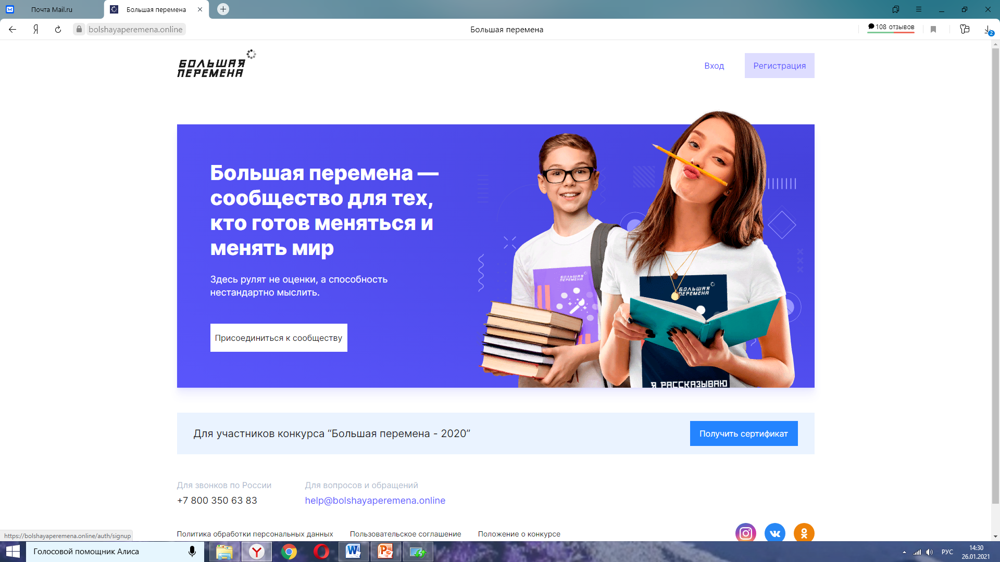 Почта Mail.ru
Большая перемена
bolshayaperemena.online
Большая перемена
108 отзывов
2
БОЛЬШАЯ
ПЕРЕМЕНА
Вход
Регистрация
Большая перемена —
сообщество для тех,
кто готов меняться и
менять мир
Здесь рулят не оценки, а способность
нестандартно мыслить.
Присоединиться к сообществу
БОЛЬШАЯ
ПЕРЕМЕНА
БОЛЬШАЯ
ПЕРЕМЕНА
Я РАССКАЗЫВАЮ
Для участников конкурса “Большая перемена - 2020”
Получить сертификат
Для звонков по России
+7 800 350 63 83
Для вопросов и обращений
help@bolshayaperemena.online
https://bolshayaperemena.online/auth/signup
Политика обработки персональных данных
Пользовательское соглашение
Положение о конкурсе
Голосовой помощник Алиса
РУС
14:30
26.01.2021